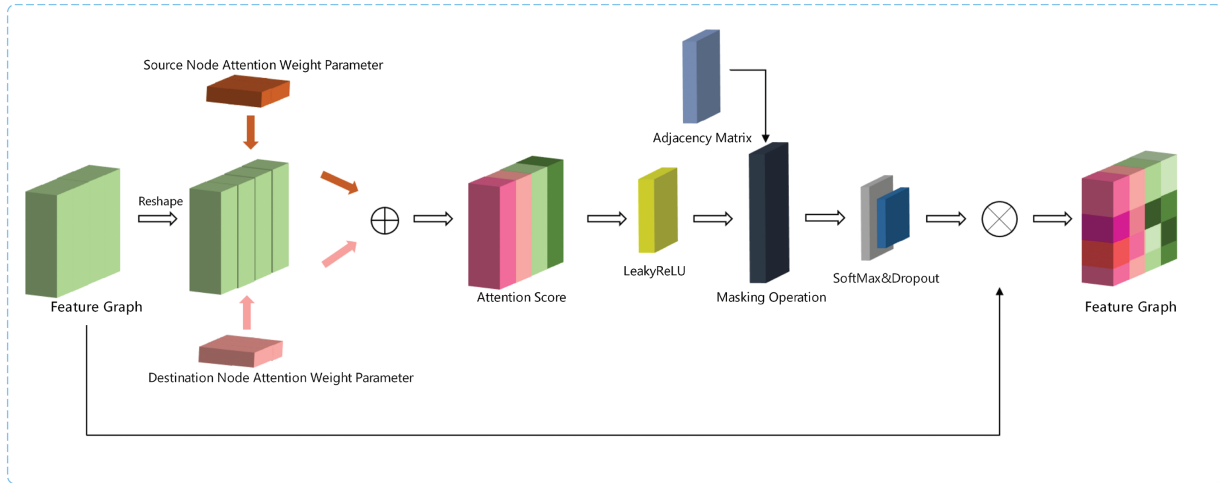 Source Node Attention Weight Parameter
Adjacency Matrix
Reshape
LeakyReLU
SoftMax&Dropout
Feature Graph
Attention Score
Masking Operation
Feature Graph
Destination Node Attention Weight Parameter